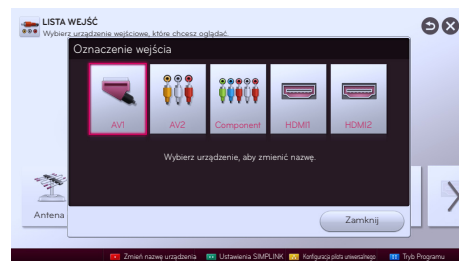 LISTA WEJŚĆ
Wybierz urządzenie wejściowe, które chcesz oglądać.
Oznaczenie wejścia
AV1 AV2 Component HDMI1 HDMI2
Wybierz urządzenie, aby zmienić nazwę.
Antena
Zamknij
Zmień nazwę urządzenia Ustawienia SIMPLINK Konfiguracja pilota uniwersalnego Tryb Programu